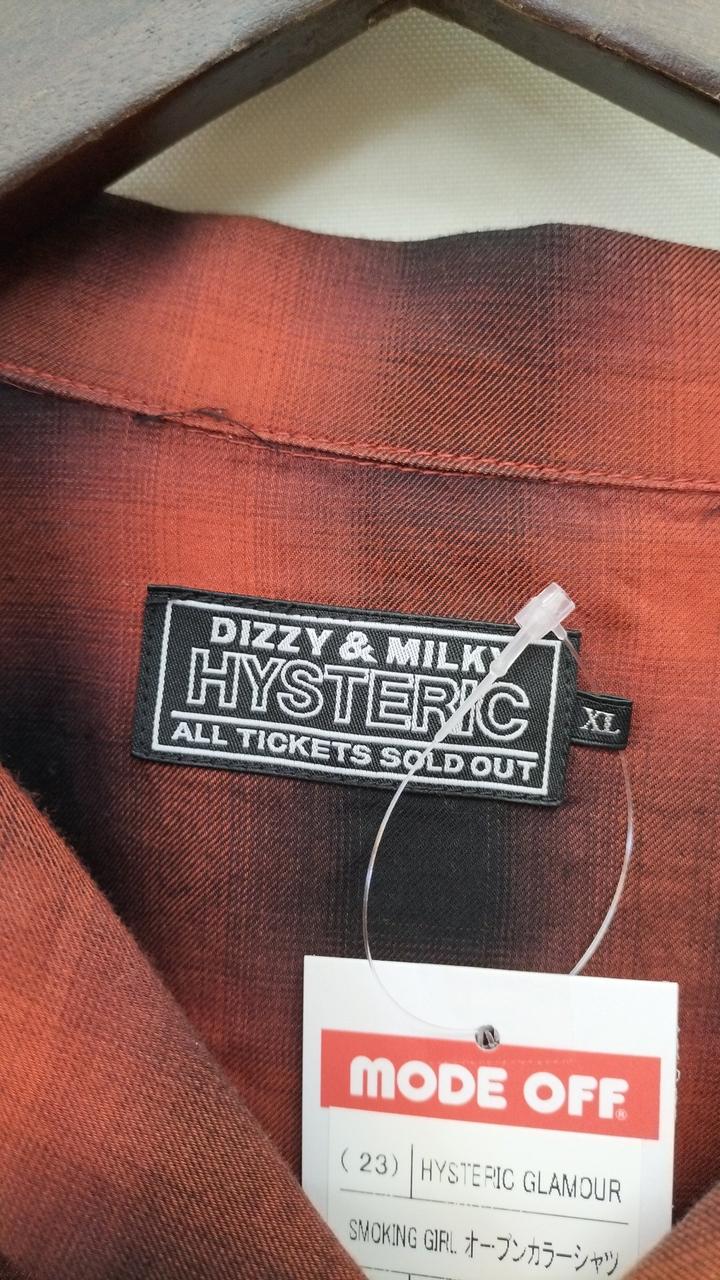 DIZZY & MILKY
HYSTERIC
ALL TICKETS SOLD OUT
XL
MODE OFF®
(23) HYSTERIC GLAMOUR
SMOKING GIRL オープンカラーシャツ